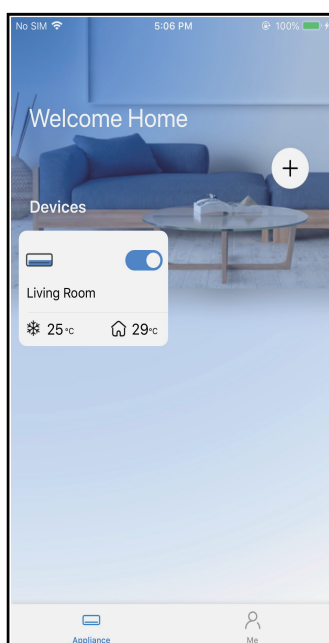 No SIM 5:06 PM 100%
Welcome Home
+
Devices
Living Room
25°C 29°C
Appliance Me